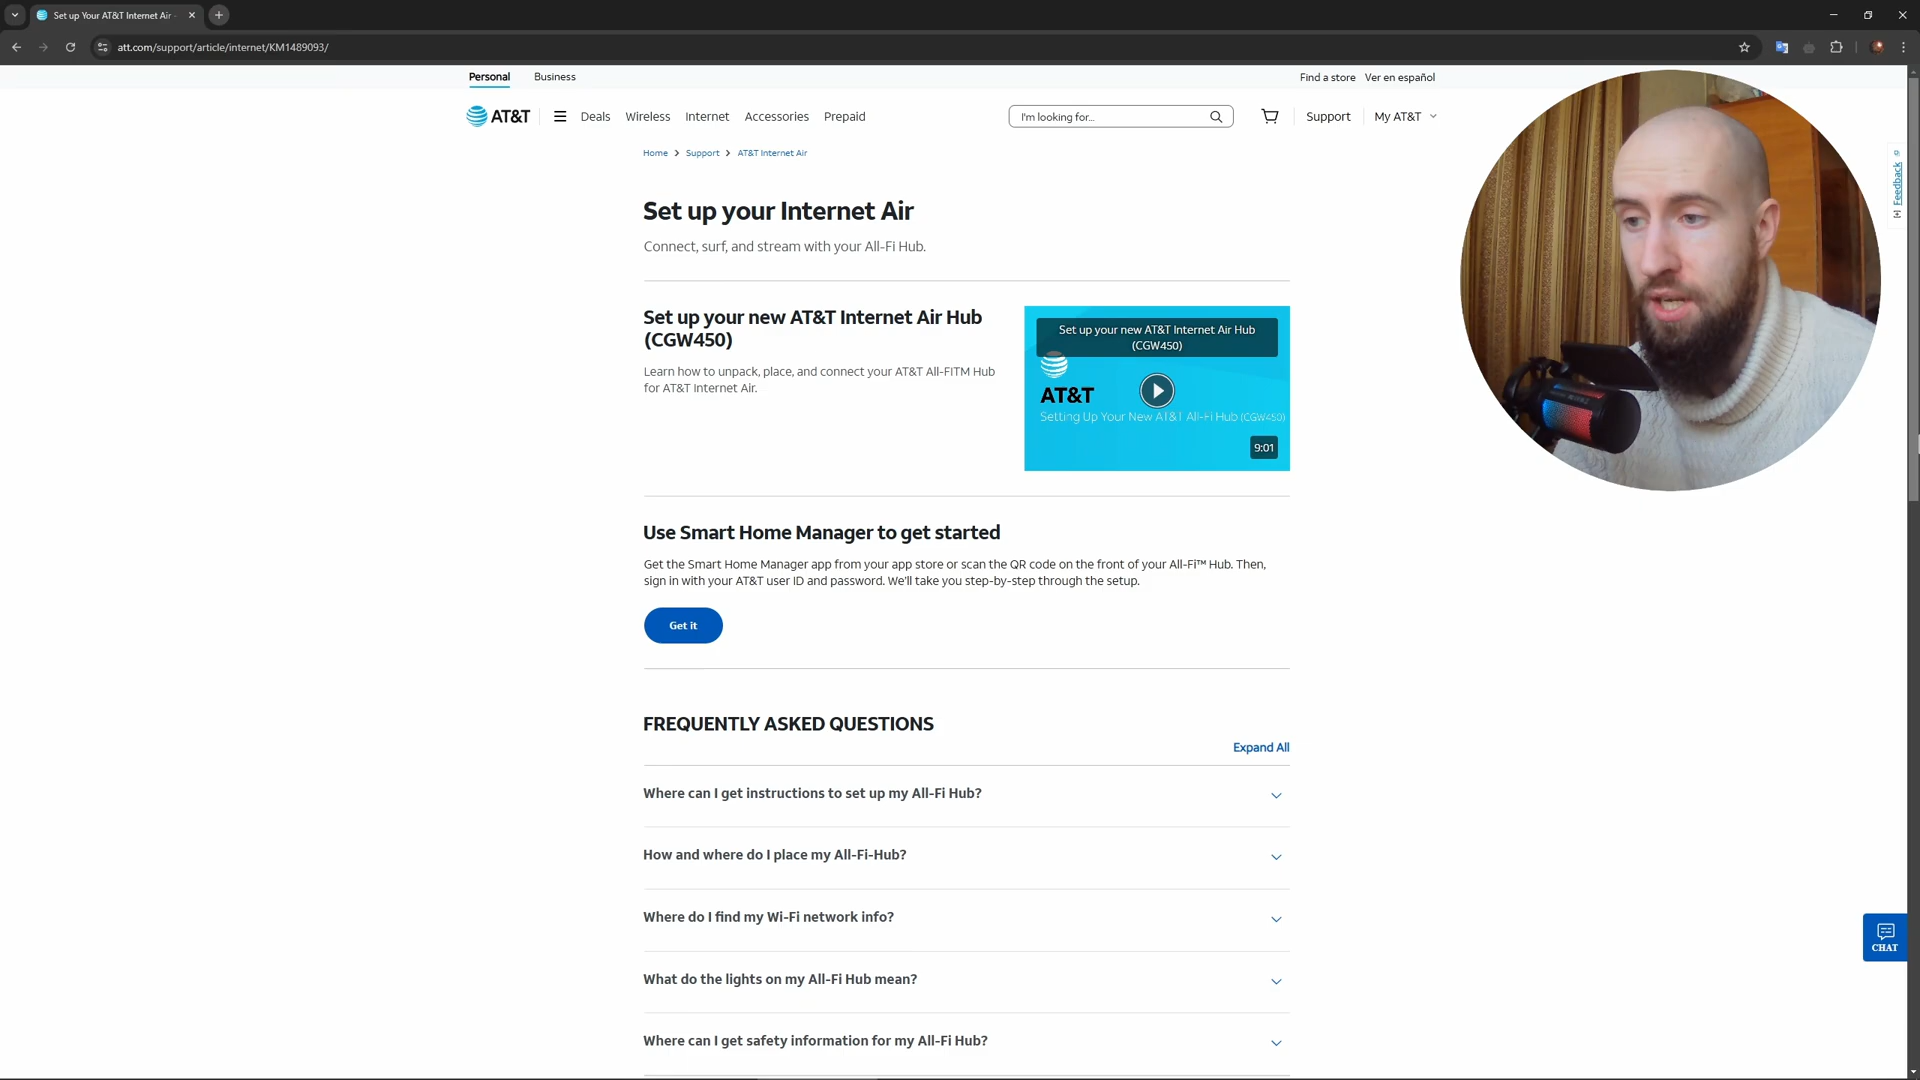 Set up Your AT&T Internet Air -
att.com/support/article/internet/KM1489093/
Personal
Business
Find a store
Ver en español
AT&T
Deals
Wireless
Internet
Accessories
Prepaid
I'm looking for...
Support
My AT&T
Home
Support
AT&T Internet Air
Feedback
Set up your Internet Air
Connect, surf, and stream with your All-Fi Hub.
Set up your new AT&T Internet Air Hub
(CGW450)
Learn how to unpack, place, and connect your AT&T All-FITM Hub
for AT&T Internet Air.
Set up your new AT&T Internet Air Hub
(CGW450)
AT&T
Setting Up Your New AT&T All-Fi Hub (CGW450)
9:01
Use Smart Home Manager to get started
Get the Smart Home Manager app from your app store or scan the QR code on the front of your All-Fi™ Hub. Then,
sign in with your AT&T user ID and password. We'll take you step-by-step through the setup.
Get it
FREQUENTLY ASKED QUESTIONS
Expand All
Where can I get instructions to set up my All-Fi Hub?
How and where do I place my All-Fi-Hub?
Where do I find my Wi-Fi network info?
What do the lights on my All-Fi Hub mean?
Where can I get safety information for my All-Fi Hub?
CHAT